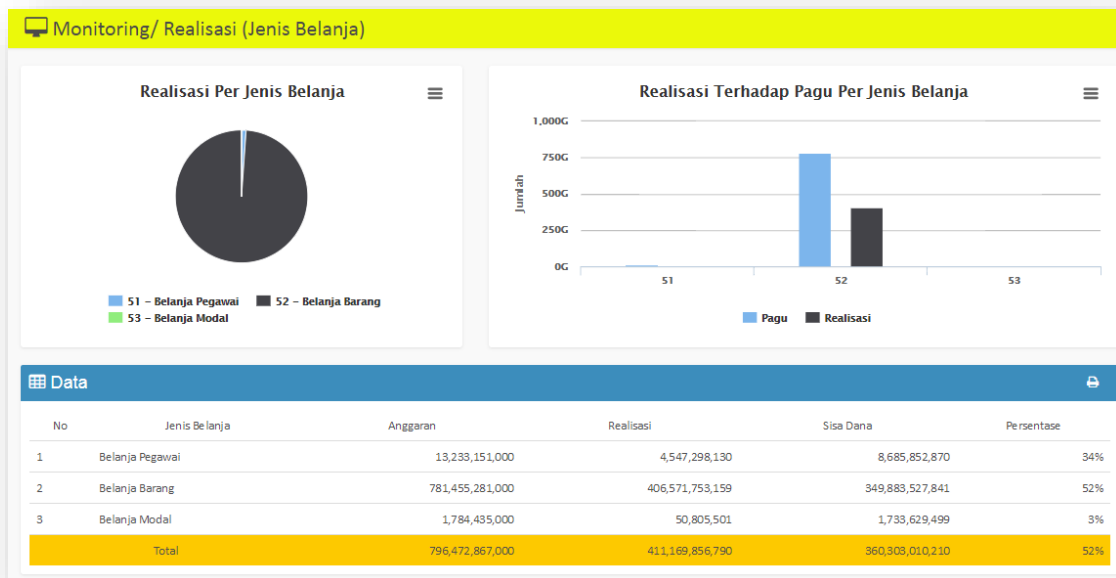 Monitoring/ Realisasi (Jenis Belanja)
Realisasi Per Jenis Belanja
51 – Belanja Pegawai 52 – Belanja Barang
53 – Belanja Modal
Realisasi Terhadap Pagu Per Jenis Belanja
Jumlah
1,000G
750G
500G
250G
0G
51 52 53
Pagu Realisasi
Data
No Jenis Belanja Anggaran Realisasi Sisa Dana Persentase
1 Belanja Pegawai 13,233,151,000 4,547,298,130 8,685,852,870 34%
2 Belanja Barang 781,455,281,000 406,571,753,159 349,883,527,841 52%
3 Belanja Modal 1,784,435,000 50,805,501 1,733,629,499 3%
Total 796,472,867,000 411,169,856,790 360,303,010,210 52%